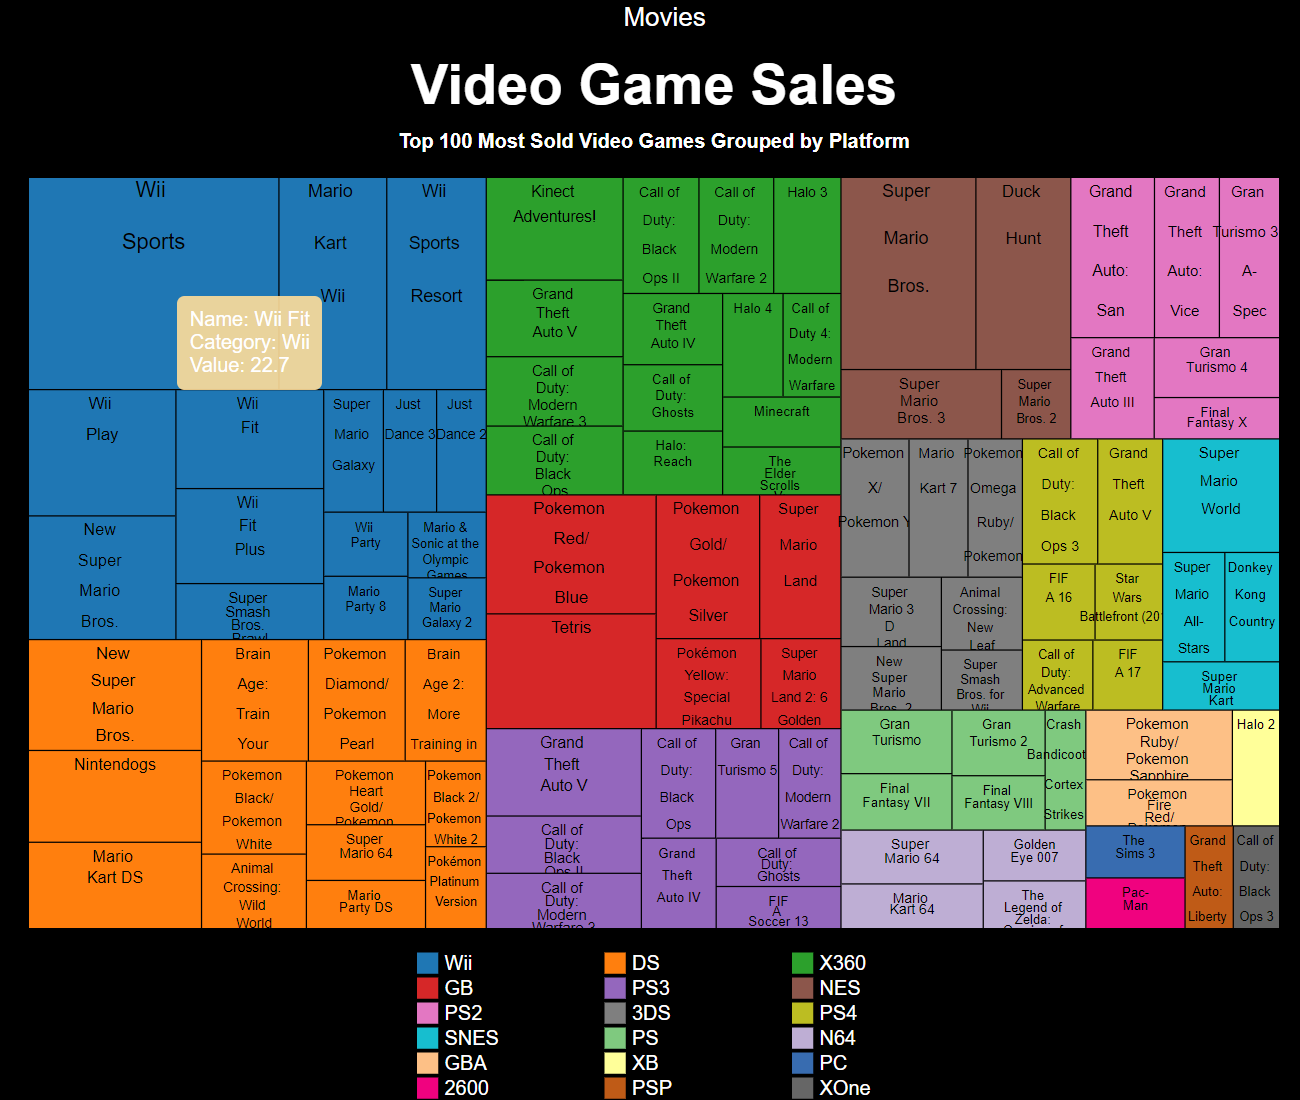 Movies
Video Game Sales
Top 100 Most Sold Video Games Grouped by Platform
Wii
Sports
Mario
Kart
Wii
Wii
Sports
Resort
Name: Wii Fit
Category: Wii
Value: 22.7
Wii
Play
Wii
Fit
Super
Mario
Galaxy
Just
Dance 3
Just
Dance 2
New
Super
Mario
Bros.
Wii
Fit
Plus
Super
Smash
Bros.
Brawl
Wii
Party
Mario &
Sonic at the
Olympic
Games
Mario
Party 8
Super
Mario
Galaxy 2
New
Super
Mario
Bros.
Brain
Age:
Train
Your
Pokemon
Diamond/
Pokemon
Pearl
Brain
Age 2:
More
Training in
Nintendogs
Mario
Kart DS
Pokemon
Black/
Pokemon
White
Pokemon
Heart
Gold/
Pokemon
Pokemon
Black 2/
Pokemon
White 2
Animal
Crossing:
Wild
World
Super
Mario 64
Mario
Party DS
Pokémon
Platinum
Version
Kinect
Adventures!
Call of
Duty:
Black
Ops II
Call of
Duty:
Modern
Warfare 2
Halo 3
Grand
Theft
Auto V
Grand
Theft
Auto IV
Halo 4
Call of
Duty 4:
Modern
Warfare
Call of
Duty:
Modern
Warfare 3
Call of
Duty:
Ghosts
Minecraft
Call of
Duty:
Black
Ops
Halo:
Reach
The
Elder
Scrolls
Pokemon
Red/
Pokemon
Blue
Pokemon
Gold/
Pokemon
Silver
Super
Mario
Land
Tetris
Pokémon
Yellow:
Special
Pikachu
Super
Mario
Land 2: 6
Golden
Grand
Theft
Auto V
Call of
Duty:
Black
Ops
Gran
Turismo 5
Call of
Duty:
Modern
Warfare 2
Call of
Duty:
Black
Ops II
Call of
Duty:
Modern
Warfare 3
Grand
Theft
Auto IV
Call of
Duty:
Ghosts
FIF
A
Soccer 13
Super
Mario
Bros.
Duck
Hunt
Super
Mario
Bros. 3
Super
Mario
Bros. 2
Grand
Theft
Auto:
San
Grand
Theft
Auto:
Vice
Gran
Turismo 3
A-
Spec
Grand
Theft
Auto III
Gran
Turismo 4
Final
Fantasy X
Pokemon
X/
Pokemon Y
Mario
Kart 7
Pokemon
Omega
Ruby/
Pokemon
Super
Mario 3
D
Land
Animal
Crossing:
New
Leaf
New
Super
Mario
Bros. 2
Super
Smash
Bros. for
Wii
Call of
Duty:
Black
Ops 3
Grand
Theft
Auto V
FIF
A 16
Star
Wars
Battlefront (20
Call of
Duty:
Advanced
Warfare
FIF
A 17
Super
Mario
World
Super
Mario
All-
Stars
Donkey
Kong
Country
Super
Mario
Kart
Gran
Turismo
Gran
Turismo 2
Crash
Bandicoot
Cortex
Strikes
Final
Fantasy VII
Final
Fantasy VIII
Super
Mario 64
Golden
Eye 007
Mario
Kart 64
The
Legend of
Zelda:
Pokemon
Ruby/
Pokemon
Sapphire
Halo 2
Pokemon
Fire
Red/
The
Sims 3
Pac-
Man
Grand
Theft
Auto:
Liberty
Call of
Duty:
Black
Ops 3
Wii
DS
X360
GB
PS3
NES
PS2
3DS
PS4
SNES
PS
N64
GBA
XB
PC
2600
PSP
XOne